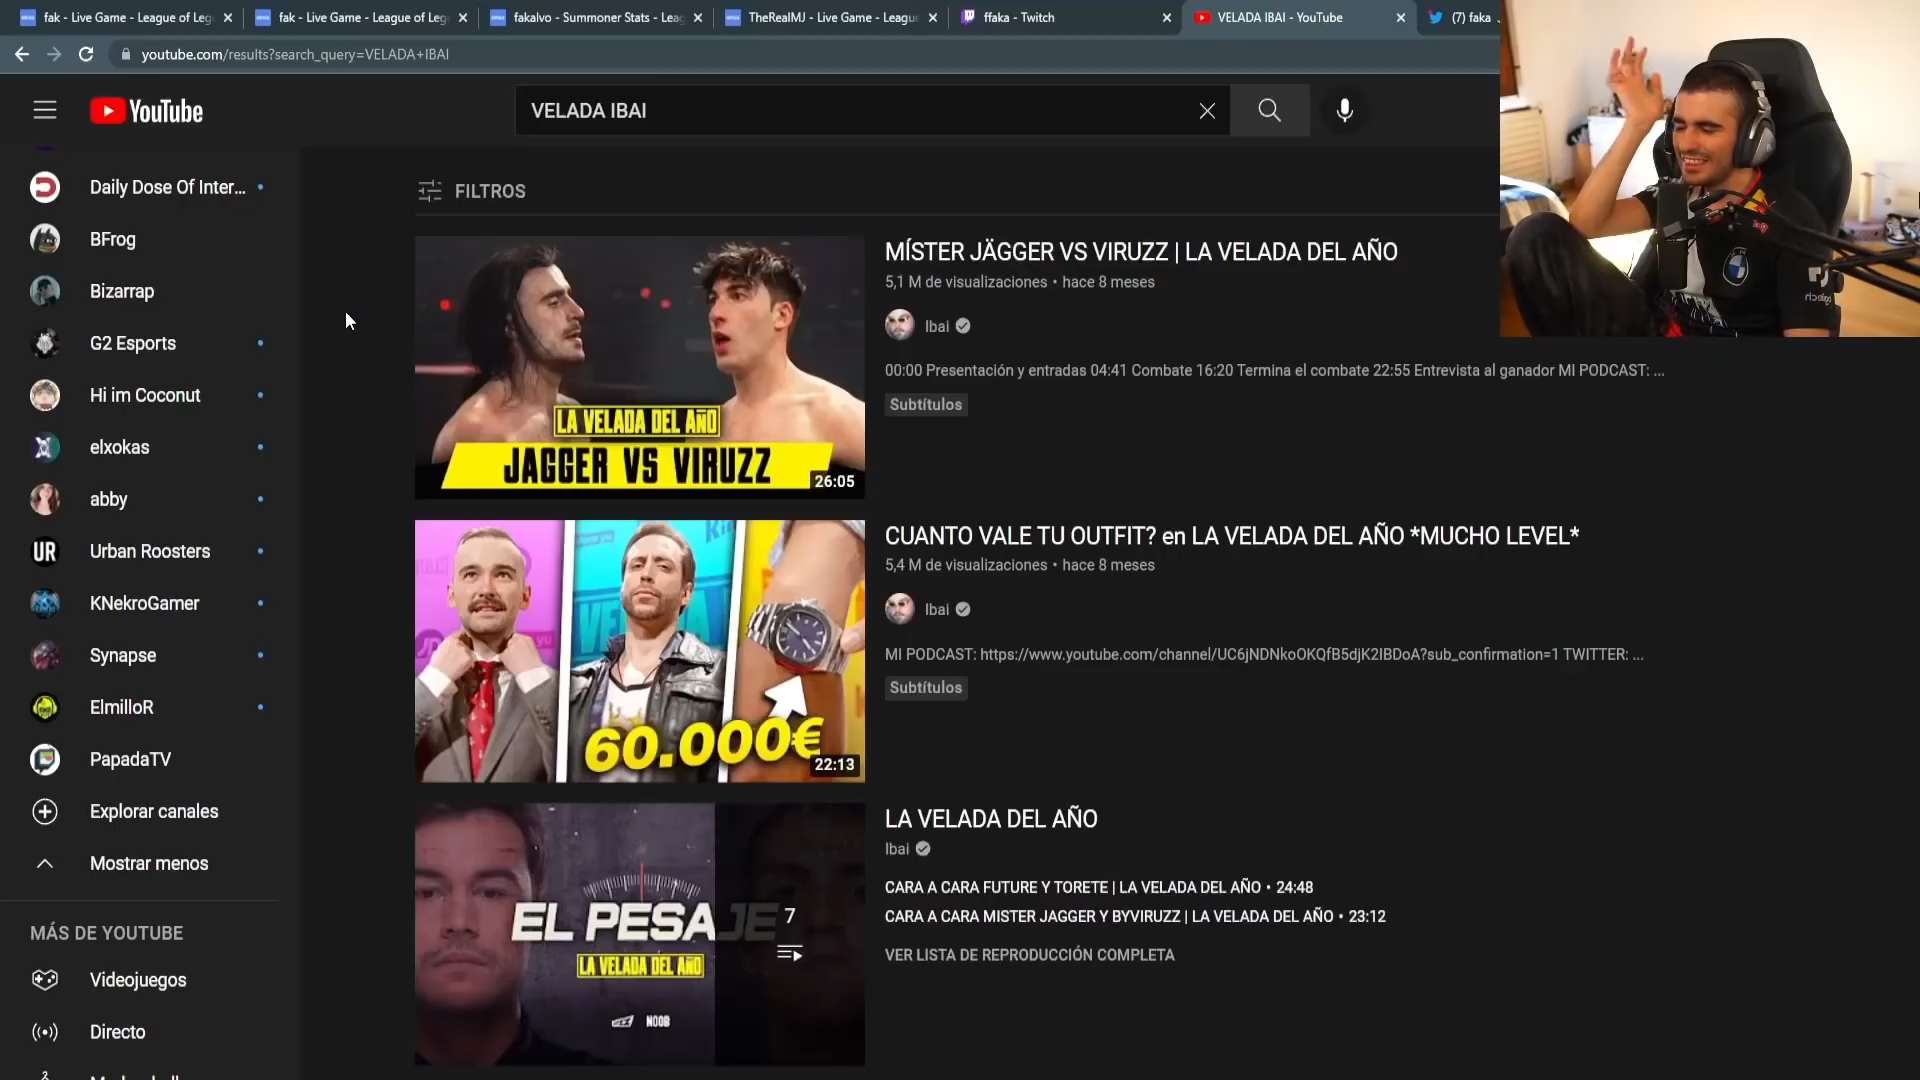 fak - Live Game - League of Leg
fak - Live Game - League of Leg
fakalvo - Summoner Stats - Leag
TheRealMJ - Live Game - Leagu
ffaka - Twitch
VELADA IBAI - YouTube
(7) faka
youtube.com/results?search_query=VELADA+IBAI
YouTube
VELADA IBAI
Daily Dose Of Inter...
BFrog
Bizarrap
G2 Esports
Hi im Coconut
elxokas
abby
UR
Urban Roosters
KNekroGamer
Synapse
ElmilloR
PapadaTV
Explorar canales
Mostrar menos
MÁS DE YOUTUBE
Videojuegos
Directo
FILTROS
LA VELADA DEL AÑO
JAGGER VS VIRUZZ
26:05
MÍSTER JÄGGER VS VIRUZZ | LA VELADA DEL AÑO
5,1 M de visualizaciones • hace 8 meses
Ibai
00:00 Presentación y entradas 04:41 Combate 16:20 Termina el combate 22:55 Entrevista al ganador MI PODCAST: ...
Subtítulos
60.000€
22:13
CUANTO VALE TU OUTFIT? en LA VELADA DEL AÑO *MUCHO LEVEL*
5,4 M de visualizaciones • hace 8 meses
Ibai
MI PODCAST: https://www.youtube.com/channel/UC6jNDNkoOKQfB5djK2IBDoA?sub_confirmation=1 TWITTER: ...
Subtítulos
EL PESAJE
LA VELADA DEL AÑO
NOOB
7
LA VELADA DEL AÑO
Ibai
CARA A CARA FUTURE Y TORETE | LA VELADA DEL AÑO • 24:48
CARA A CARA MISTER JAGGER Y BYVIRUZZ | LA VELADA DEL AÑO • 23:12
VER LISTA DE REPRODUCCIÓN COMPLETA